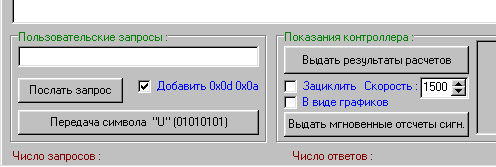 Пользовательские запросы :
Послать запрос
Добавить 0x0d 0x0a
Передача символа "U" (01010101)
Число запросов :
Показания контроллера :
Выдать результаты расчетов
Зациклить Скорость : 1500
В виде графиков
Выдать мгновенные отсчеты сигн.
Число ответов :